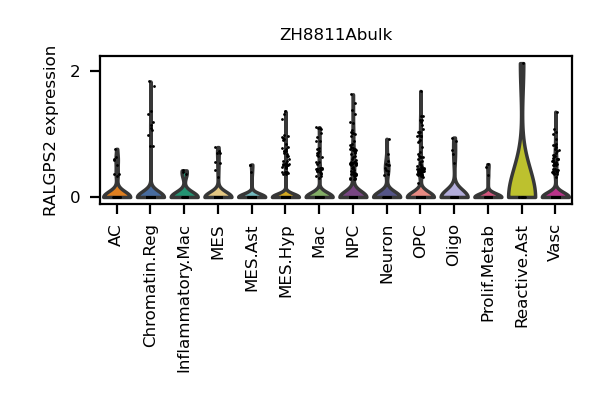 ZH8811Abulk
RALGPS2 expression
2
0
AC
Chromatin.Reg
Inflammatory.Mac
MES
MES.Ast
MES.Hyp
Mac
NPC
Neuron
OPC
Oligo
Prolif.Metab
Reactive.Ast
Vasc